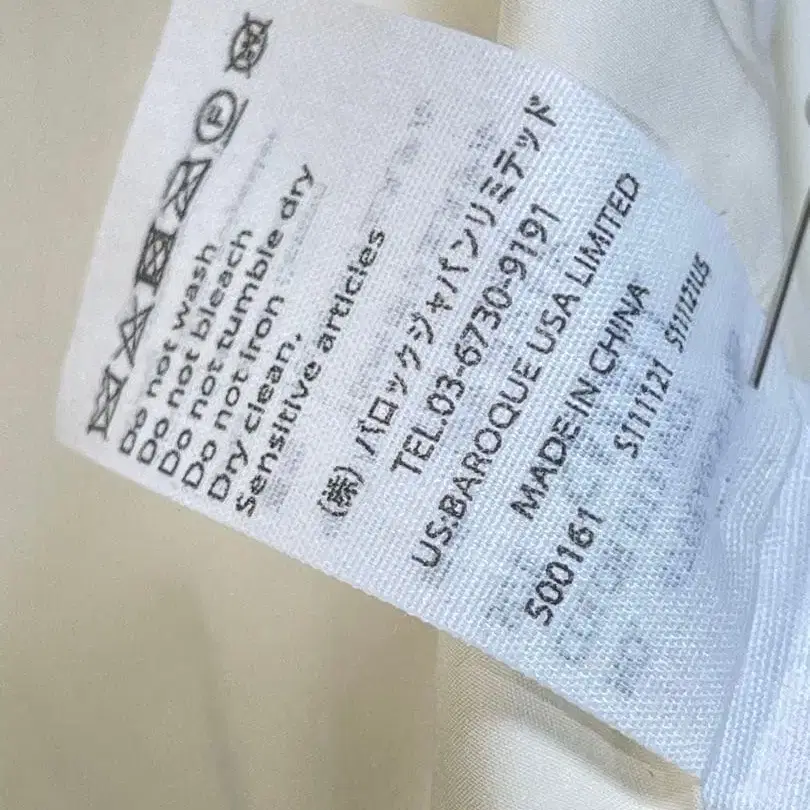 F
Do not wash
Do not bleach
Do not tumble dry
Do not iron
Dry clean,
Sensitive articles
(株) バロックジャパンリミテッド
TEL.03-6730-9191
US:BAROQUE USA LIMITED
MADE IN CHINA
500161 S111121 S111121US